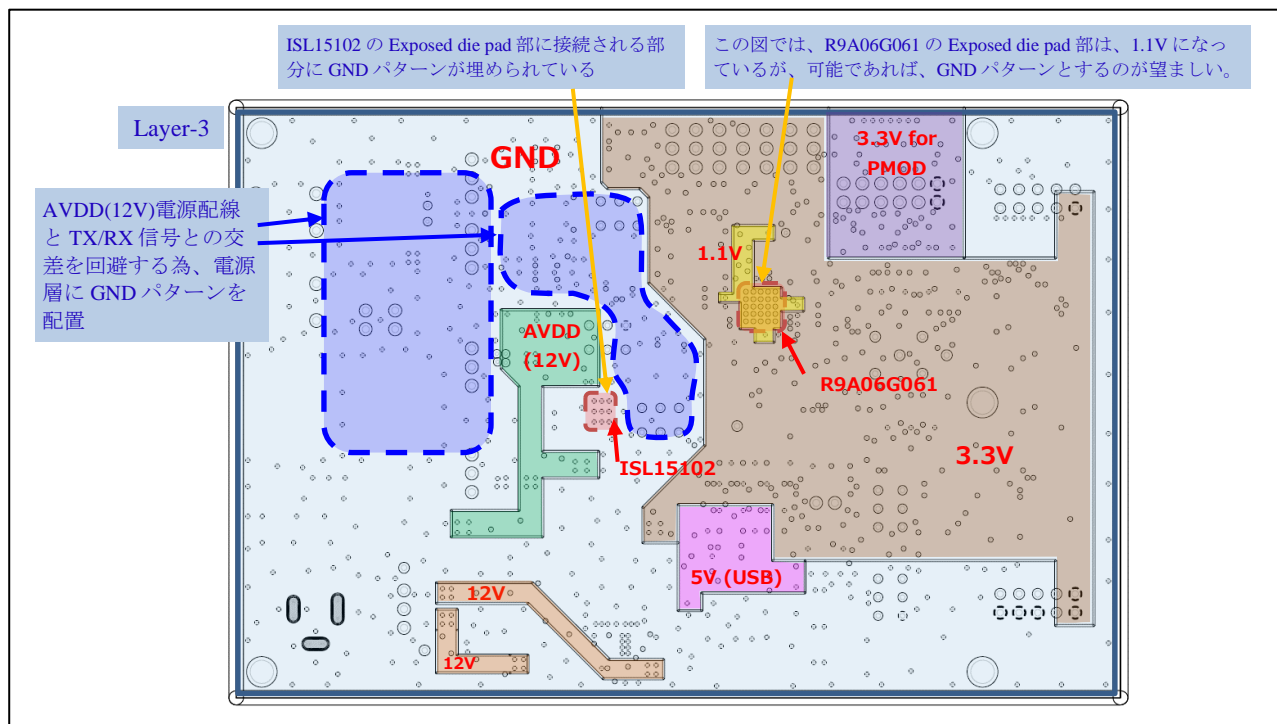 ISL15102 の Exposed die pad 部に接続される部
分に GND パターンが埋められている
この図では、R9A06G061 の Exposed die pad 部は、1.1V になっ
ているが、可能であれば、GND パターンとするのが望ましい。
Layer-3
GND
3.3V for
PMOD
AVDD(12V)電源配線
と TX/RX 信号との交
差を回避する為、電源
層に GND パターンを
配置
1.1V
AVDD
(12V)
R9A06G061
ISL15102
3.3V
5V (USB)
12V
12V